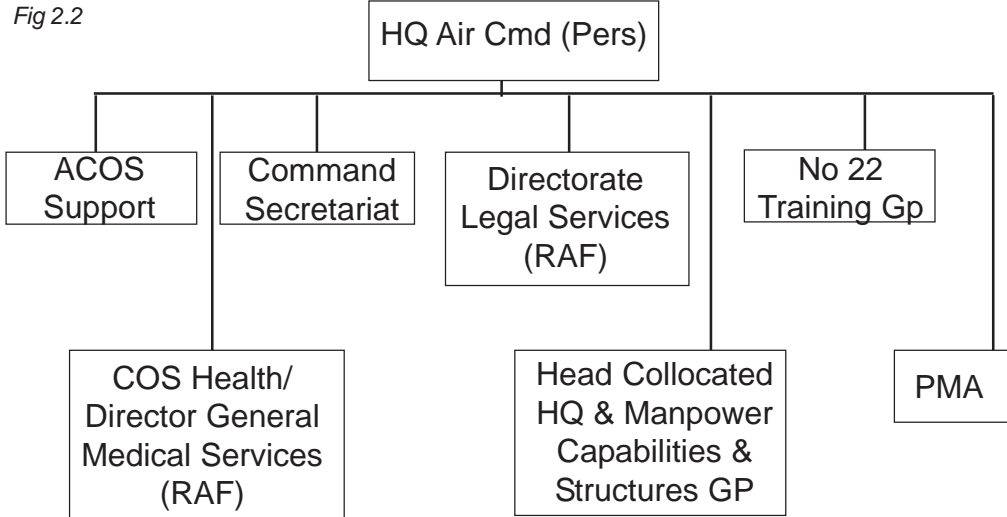 Fig 2.2
HQ Air Cmd (Pers)
ACOS
Support
Command
Secretariat
Directorate
Legal Services
(RAF)
No 22
Training Gp
COS Health/
Director General
Medical Services
(RAF)
Head Collocated
HQ & Manpower
Capabilities &
Structures GP
PMA